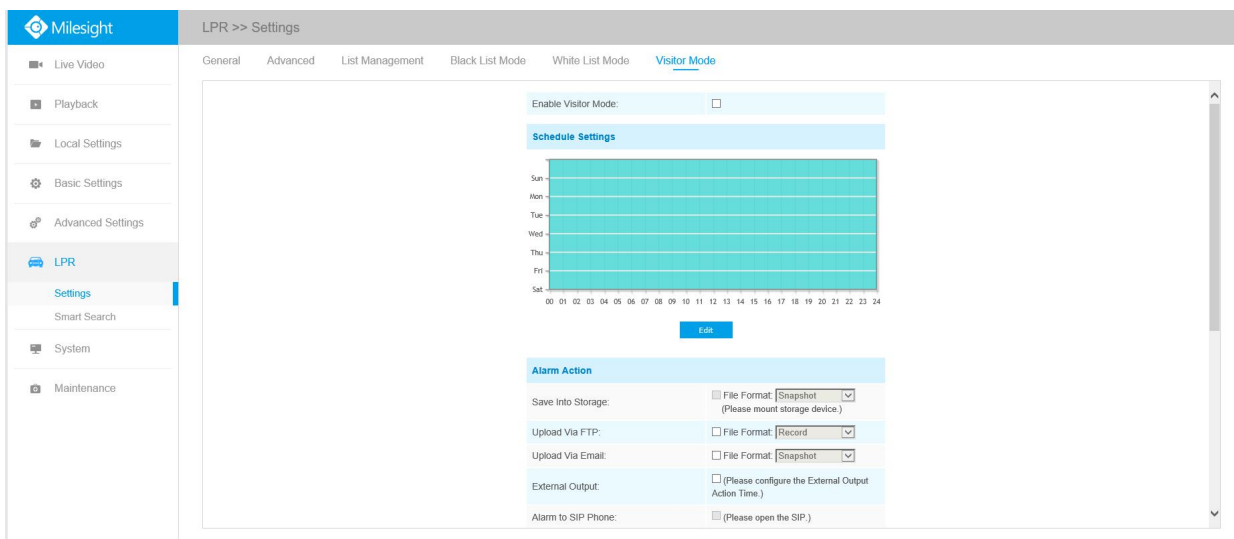 Milesight
LPR >> Settings
General Advanced List Management Black List Mode White List Mode Visitor Mode
Live Video
Playback
Local Settings
Basic Settings
Advanced Settings
LPR
Settings
Smart Search
System
Maintenance
Enable Visitor Mode:
Schedule Settings
Sun
Mon
Tue
Wed
Thu
Fri
Sat
00 01 02 03 04 05 06 07 08 09 10 11 12 13 14 15 16 17 18 19 20 21 22 23 24
Edit
Alarm Action
Save Into Storage: File Format: Snapshot
(Please mount storage device.)
Upload Via FTP: File Format: Record
Upload Via Email: File Format: Snapshot
External Output: (Please configure the External Output
Action Time.)
Alarm to SIP Phone: (Please open the SIP.)